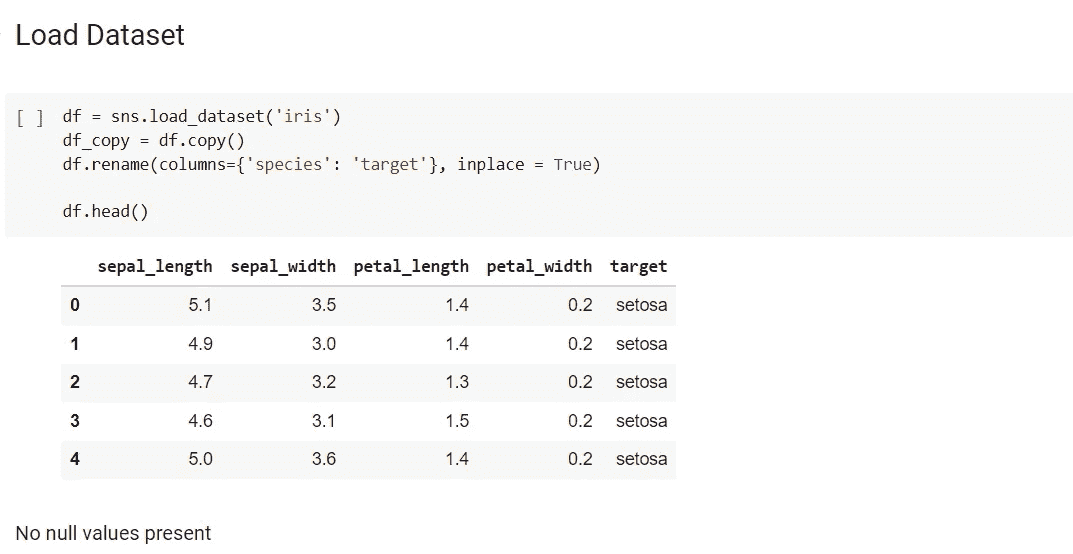 Load Dataset
[ ] df = sns.load_dataset('iris')
df_copy = df.copy()
df.rename(columns={'species': 'target'}, inplace = True)
df.head()
sepal_length sepal_width petal_length petal_width target
0 5.1 3.5 1.4 0.2 setosa
1 4.9 3.0 1.4 0.2 setosa
2 4.7 3.2 1.3 0.2 setosa
3 4.6 3.1 1.5 0.2 setosa
4 5.0 3.6 1.4 0.2 setosa
No null values present